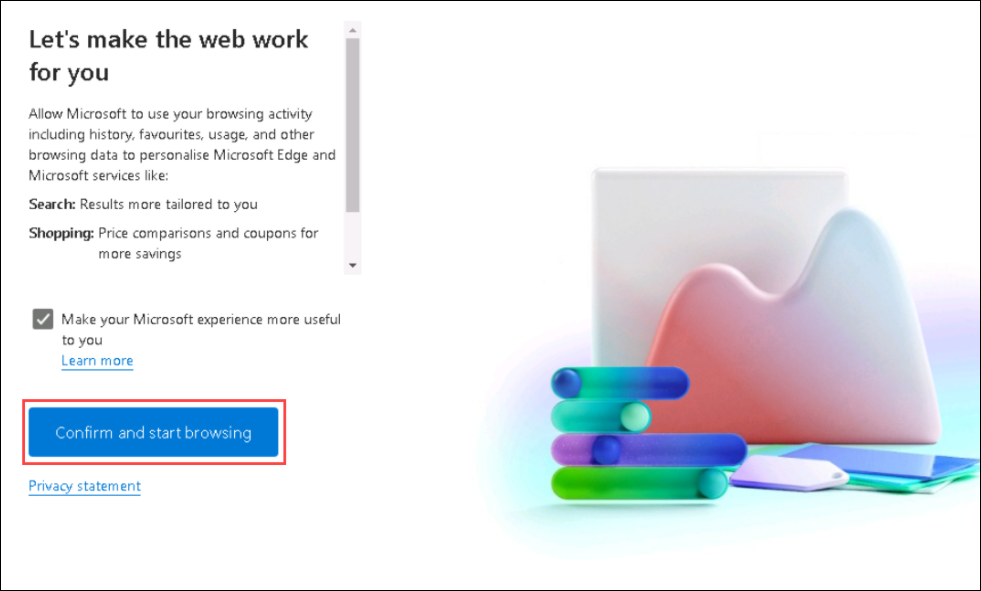 Let's make the web work
for you
Allow Microsoft to use your browsing activity
including history, favourites, usage, and other
browsing data to personalise Microsoft Edge and
Microsoft services like:
Search: Results more tailored to you
Shopping: Price comparisons and coupons for
more savings
Make your Microsoft experience more useful
to you
Learn more
Confirm and start browsing
Privacy statement